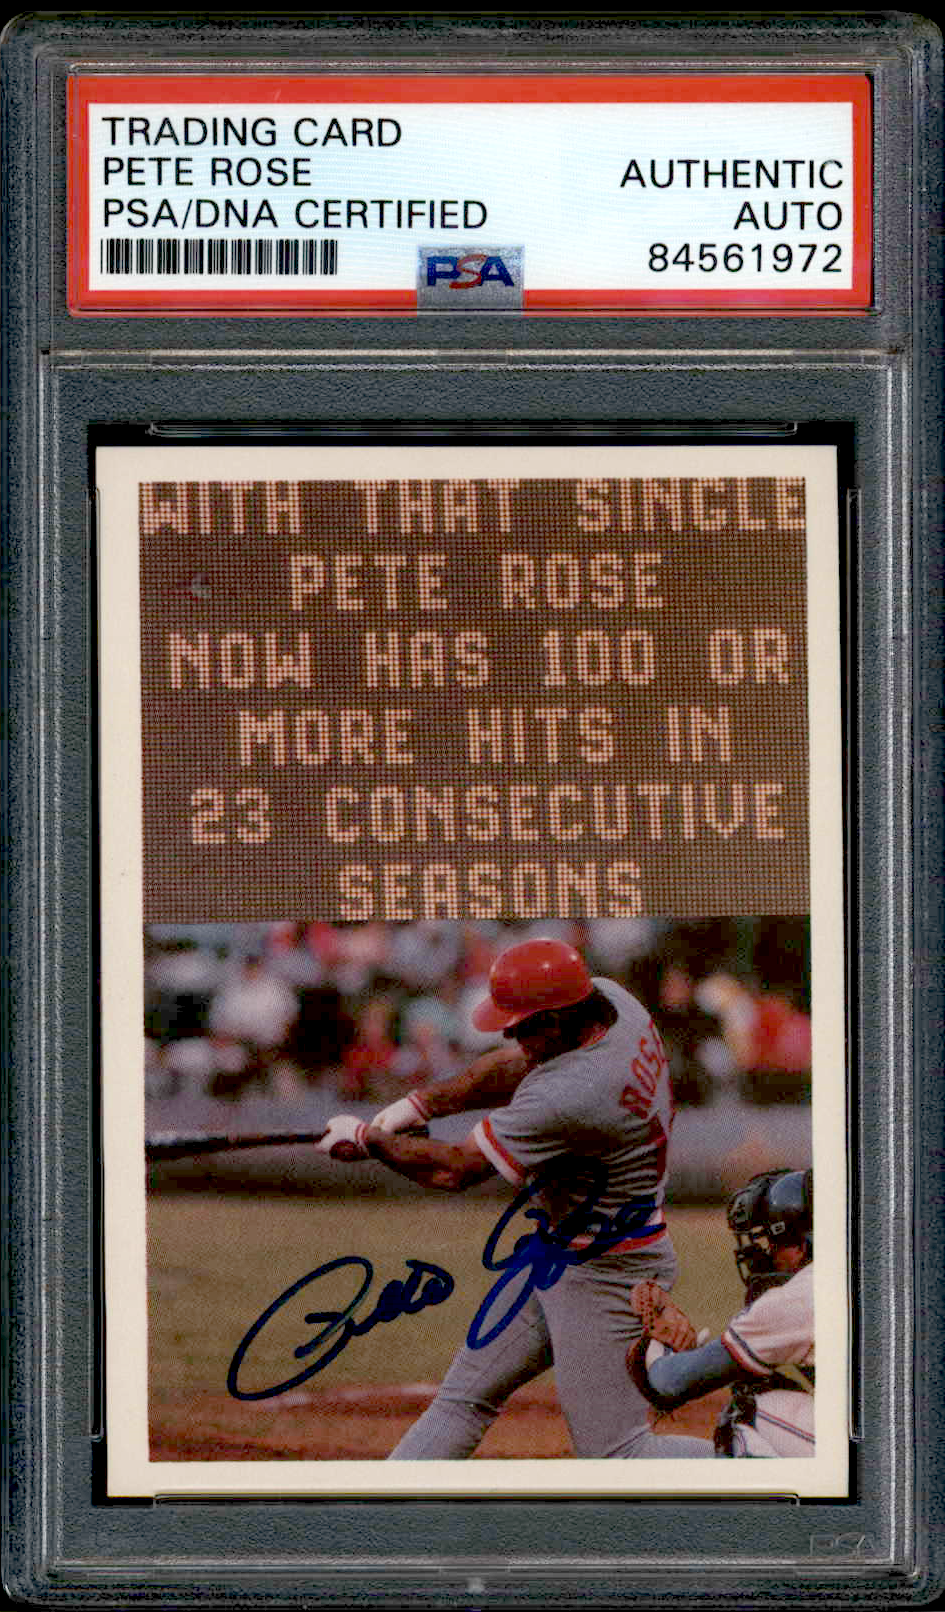 TRADING CARD
PETE ROSE
PSA/DNA CERTIFIED
AUTHENTIC
AUTO
84561972
PSA
WITH THAT SINGLE
PETE ROSE
NOW HAS 100 OR
MORE HITS IN
23 CONSECUTIVE
SEASONS
ROSE
Pete Rose
PSA